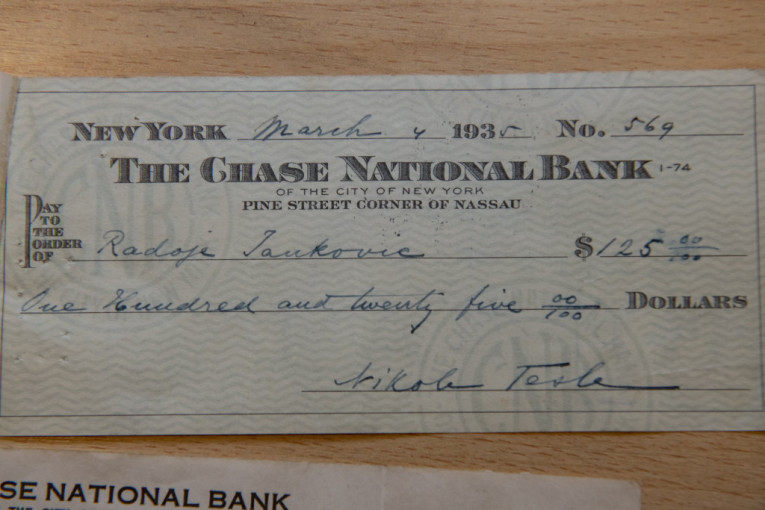 NEW YORK March 4 1935 No. 569
THE CHASE NATIONAL BANK 1-74
OF THE CITY OF NEW YORK
PINE STREET CORNER OF NASSAU
PAY
TO
THE
ORDER
OF Radoje Jankovic $125 00/100
One Hundred and twenty five 00/100 DOLLARS
Nikola Tesla
SE NATIONAL BANK